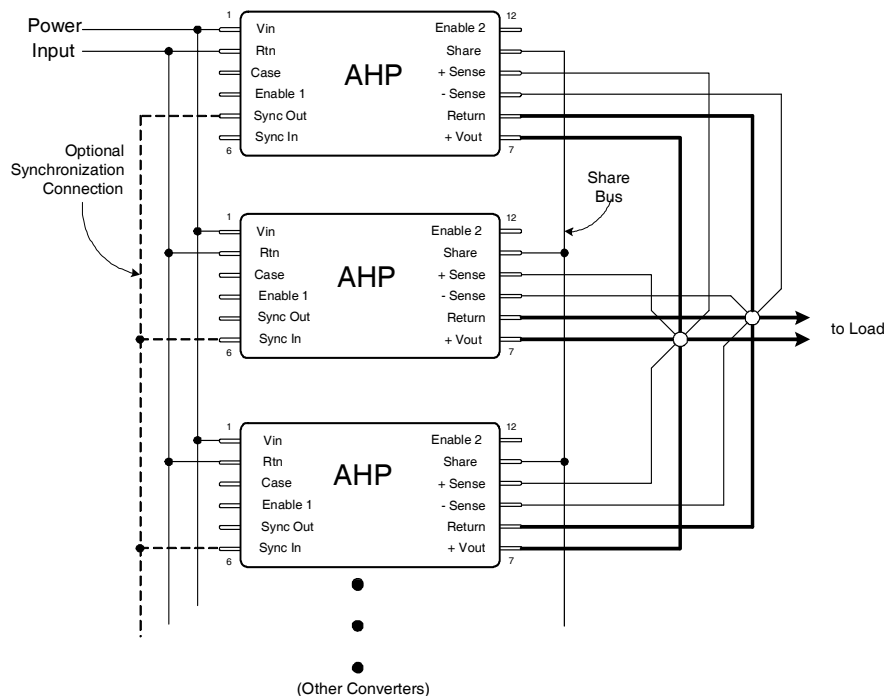 Power
Input
1
Vin
Rtn
Case
Enable 1
Sync Out
Sync In
6
AHP
12
Enable 2
Share
+ Sense
- Sense
Return
+ Vout
7
Optional
Synchronization
Connection
Share
Bus
1
Vin
Rtn
Case
Enable 1
Sync Out
Sync In
6
AHP
12
Enable 2
Share
+ Sense
- Sense
Return
+ Vout
7
to Load
1
Vin
Rtn
Case
Enable 1
Sync Out
Sync In
6
AHP
12
Enable 2
Share
+ Sense
- Sense
Return
+ Vout
7
(Other Converters)